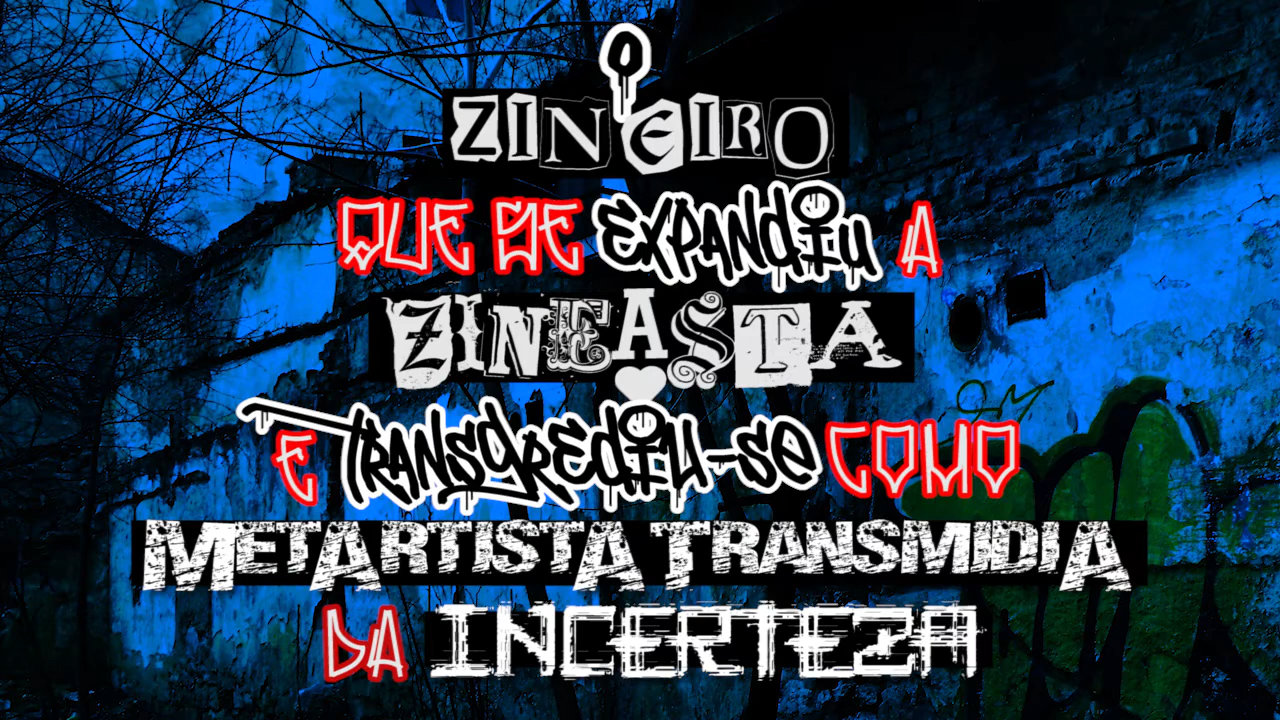 O
ZINEIRO
QUE SE EXPANDIU A
ZINEASTA
E TRANSGREDIU-SE COMO
METARTISTA TRANSMIDIA
DA INCERTEZA